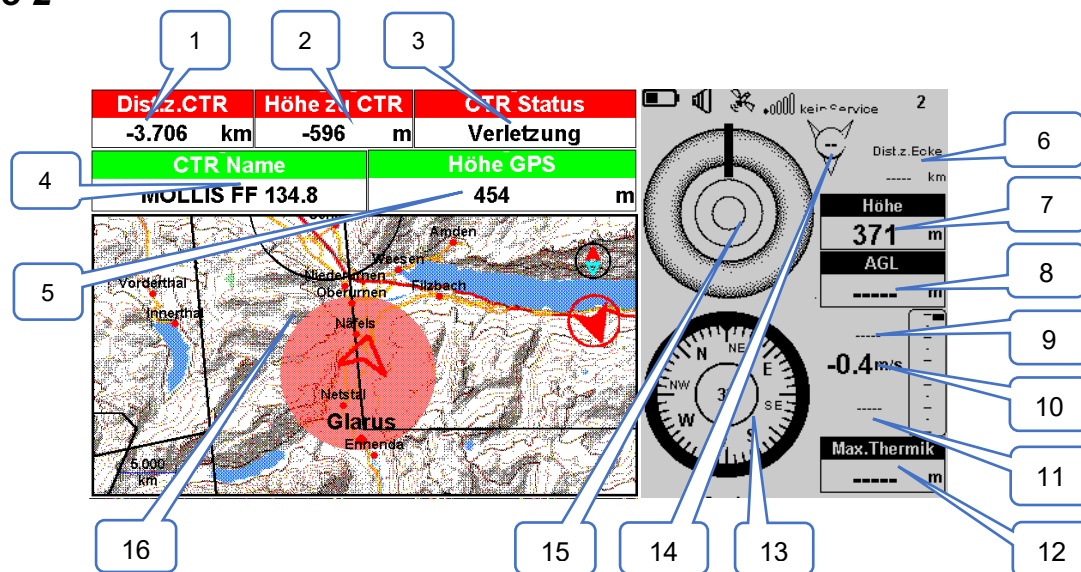 1 2 3
Dist.z.CTR Höhe zu CTR CTR Status
-3.706 km -596 m Verletzung
CTR Name Höhe GPS
MOLLIS FF 134.8 454 m
4
5
Amden
Weesen
Niederurnen
Oberurnen
Filzbach
Vorderthal
Innerthal
Näfels
Netstal
Glarus
Ennenda
5.000
km
16
kein Service 2
--
Dist.z.Ecke
----- km
Höhe
371 m
AGL
----- m
-----
-0.4 m/s
-----
Max.Thermik
----- m
N NE E SE S W NW
6
7
8
9
10
11
12
13
14
15